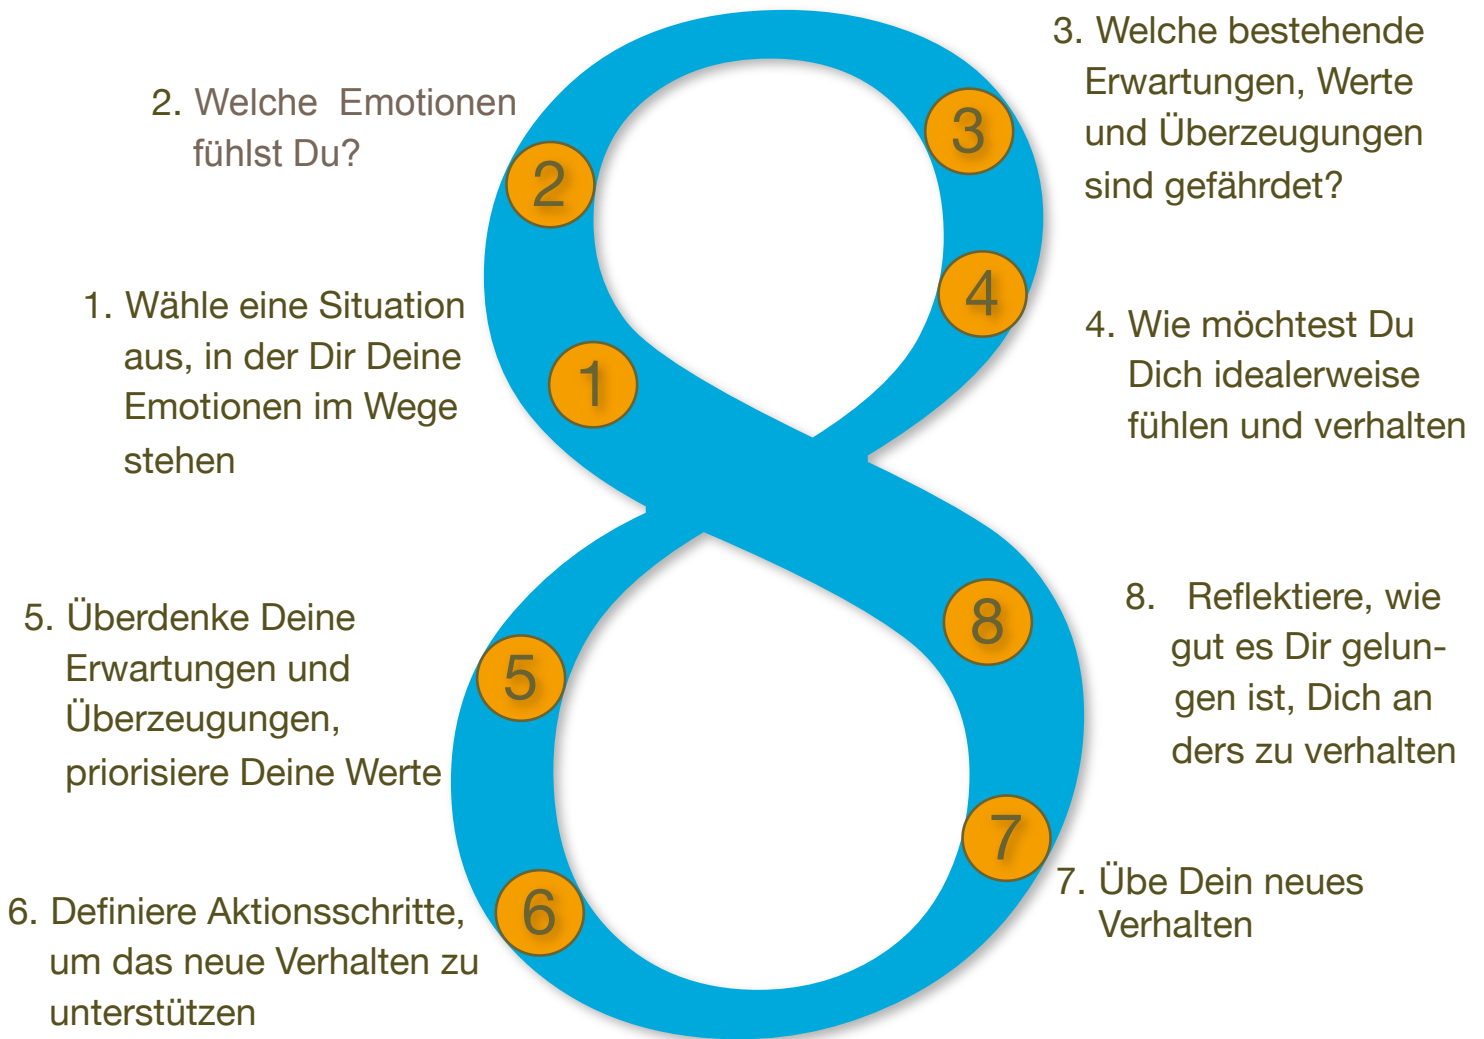 2. Welche Emotionen
fühlst Du?
1. Wähle eine Situation
aus, in der Dir Deine
Emotionen im Wege
stehen
3. Welche bestehende
Erwartungen, Werte
und Überzeugungen
sind gefährdet?
4. Wie möchtest Du
Dich idealerweise
fühlen und verhalten
5. Überdenke Deine
Erwartungen und
Überzeugungen,
priorisiere Deine Werte
6. Definiere Aktionsschritte,
um das neue Verhalten zu
unterstützen
8. Reflektiere, wie
gut es Dir gelun-
gen ist, Dich an
ders zu verhalten
7. Übe Dein neues
Verhalten
2
3
1
4
5
8
6
7